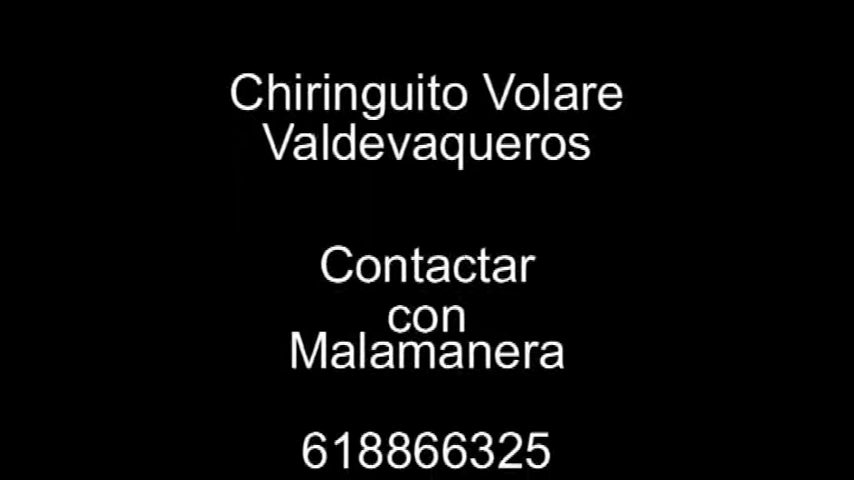 Chiringuito Volare
Valdevaqueros
Contactar
con
Malamanera
618866325